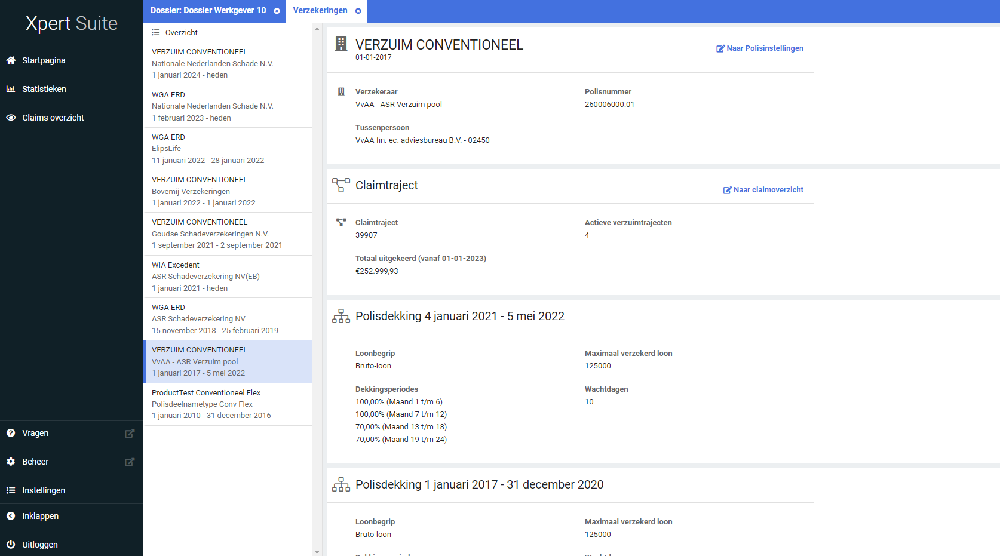 Xpert Suite
Startpagina
Statistieken
Claims overzicht
Vragen
Beheer
Instellingen
Inklappen
Uitloggen
Dossier: Dossier Werkgever 10
Verzekeringen
Overzicht
VERZUIM CONVENTIONEEL
Nationale Nederlanden Schade N.V.
1 januari 2024 - heden
WGA ERD
Nationale Nederlanden Schade N.V.
1 februari 2023 - heden
WGA ERD
ElipsLife
11 januari 2022 - 28 januari 2022
VERZUIM CONVENTIONEEL
Bovemij Verzekeringen
1 januari 2022 - 1 januari 2022
VERZUIM CONVENTIONEEL
Goudse Schadeverzekeringen N.V.
1 september 2021 - 2 september 2021
WIA Excedent
ASR Schadeverzekering NV(EB)
1 januari 2021 - heden
WGA ERD
ASR Schadeverzekering NV
15 november 2018 - 25 februari 2019
VERZUIM CONVENTIONEEL
VvAA - ASR Verzuim pool
1 januari 2017 - 5 mei 2022
ProductTest Conventioneel Flex
Polisdeelnametype Conv Flex
1 januari 2010 - 31 december 2016
VERZUIM CONVENTIONEEL
01-01-2017
Naar Polisinstellingen
Verzekeraar
VvAA - ASR Verzuim pool
Polisnummer
260006000.01
Tussenpersoon
VvAA fin. ec. adviesbureau B.V. - 02450
Claimtraject
Naar claimoverzicht
Claimtraject
39907
Actieve verzuimtrajecten
4
Totaal uitgekeerd (vanaf 01-01-2023)
€252.999,93
Polisdekking 4 januari 2021 - 5 mei 2022
Loonbegrip
Bruto-loon
Maximaal verzekerd loon
125000
Dekkingsperiodes
100,00% (Maand 1 t/m 6)
100,00% (Maand 7 t/m 12)
70,00% (Maand 13 t/m 18)
70,00% (Maand 19 t/m 24)
Wachtdagen
10
Polisdekking 1 januari 2017 - 31 december 2020
Loonbegrip
Bruto-loon
Maximaal verzekerd loon
125000